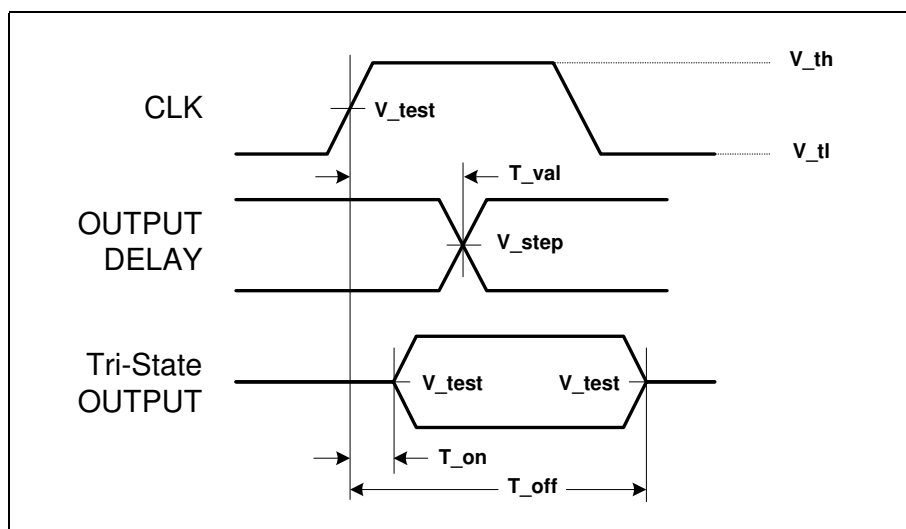 V_th
CLK
V_test
V_tl
T_val
OUTPUT
DELAY
V_step
Tri-State
OUTPUT
V_test
V_test
T_on
T_off